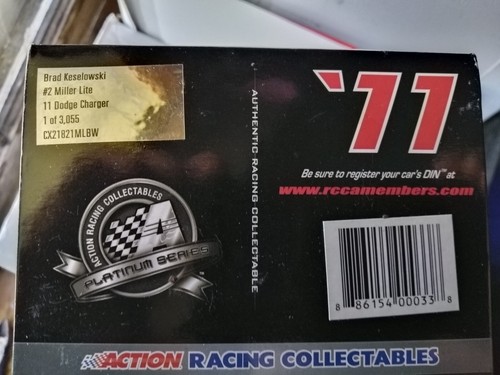 Brad Keselowski
#2 Miller Lite
11 Dodge Charger
1 of 3,055
CX21821MLBW
AUTHENTIC RACING COLLECTABLE
'11
Be sure to register your car's DIN™ at
www.rccamembers.com
ACTION RACING COLLECTABLES
PLATINUM SERIES
8 86154 00033 8
ACTION RACING COLLECTABLES